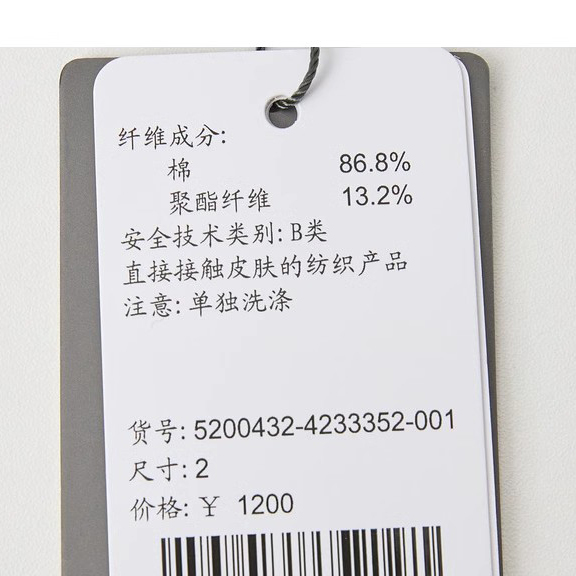 纤维成分:
棉 86.8%
聚酯纤维 13.2%
安全技术类别: B类
直接接触皮肤的纺织产品
注意: 单独洗涤
货号: 5200432-4233352-001
尺寸: 2
价格: ￥ 1200